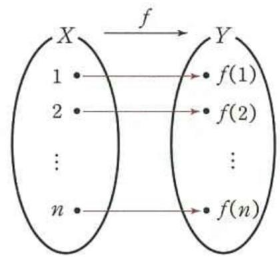 f
X Y
1 f(1)
2 f(2)
⋮ ⋮
n f(n)